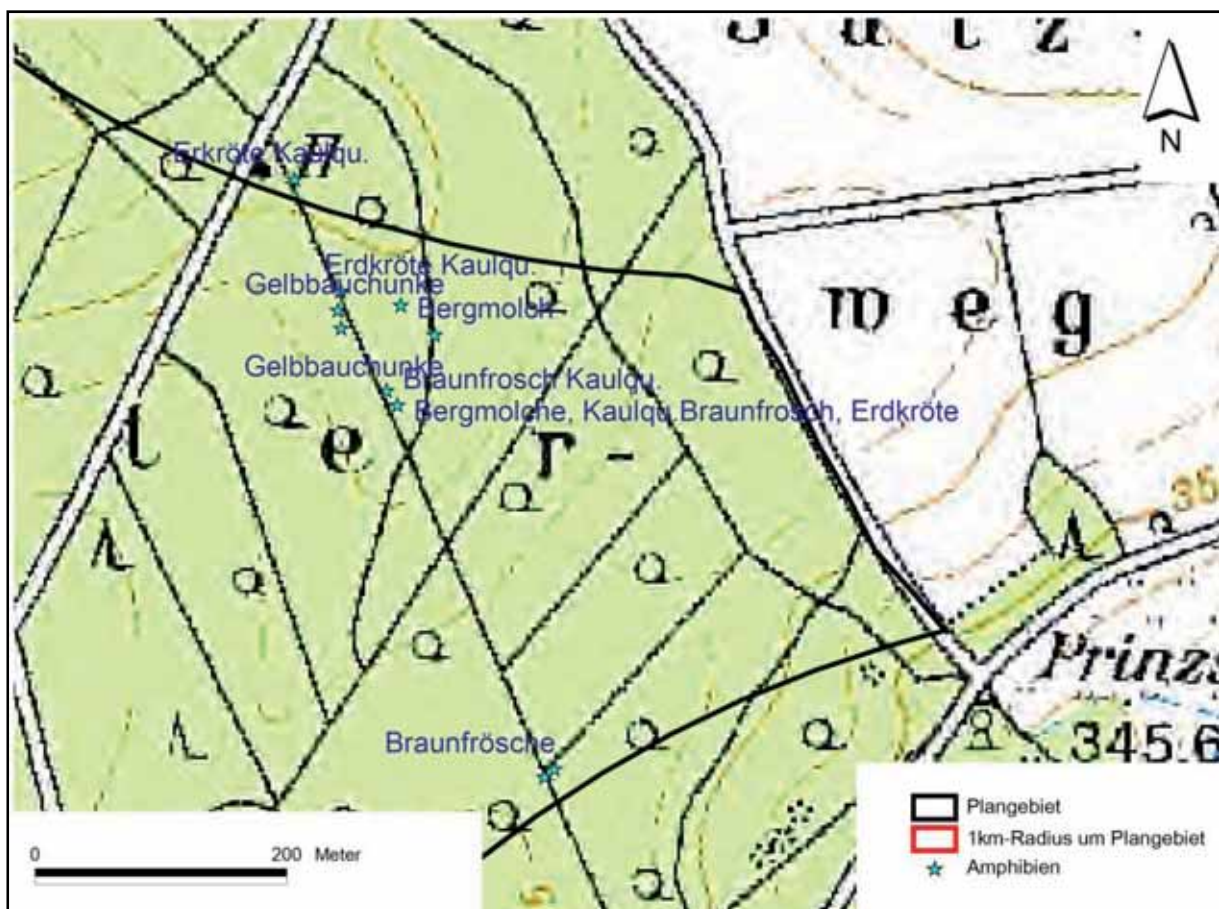 N
Erkröte Kaulqu.
Erdkröte Kaulqu.
Gelbbauchunke
Bergmolch
w e g
Gelbbauchunke
Braunfrosch Kaulqu.
Bergmolche, Kaulqu.Braunfrosch, Erdkröte
t e r -
35
Prinzs
Braunfrösche
345.6
Plangebiet
1km-Radius um Plangebiet
Amphibien
0 200 Meter